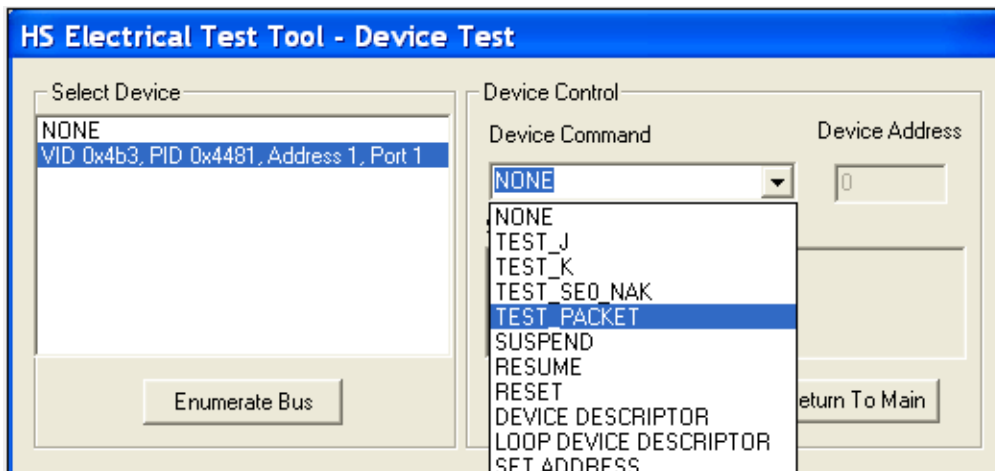 HS Electrical Test Tool - Device Test
Select Device
NONE
VID 0x4b3, PID 0x4481, Address 1, Port 1
Enumerate Bus
Device Control
Device Command
Device Address
NONE
0
NONE
TEST_J
TEST_K
TEST_SE0_NAK
TEST_PACKET
SUSPEND
RESUME
RESET
DEVICE DESCRIPTOR
LOOP DEVICE DESCRIPTOR
SET ADDRESS
eturn To Main